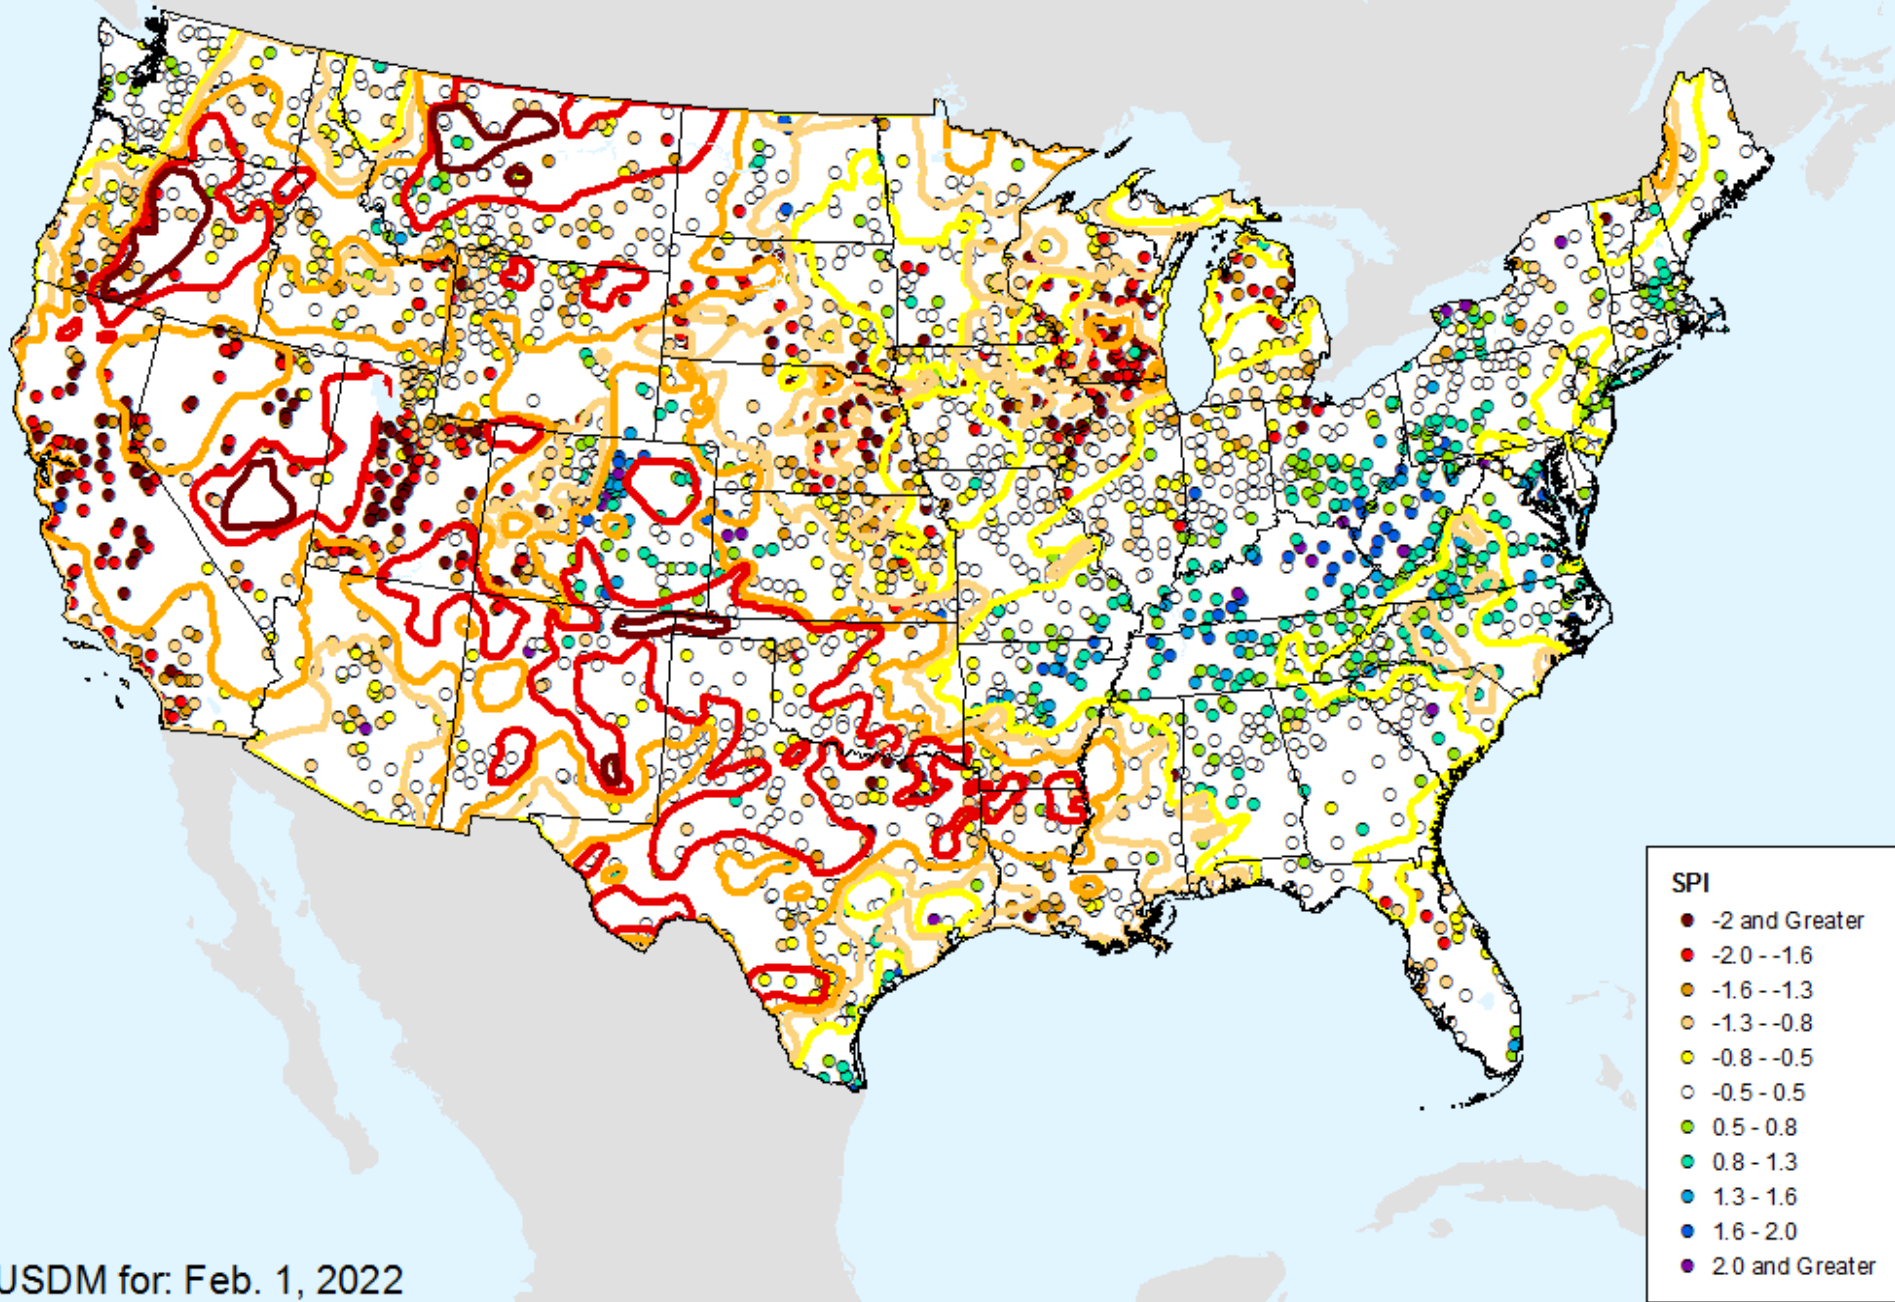 SPI
-2 and Greater
-2.0 - -1.6
-1.6 - -1.3
-1.3 - -0.8
-0.8 - -0.5
-0.5 - 0.5
0.5 - 0.8
0.8 - 1.3
1.3 - 1.6
1.6 - 2.0
2.0 and Greater
USDM for: Feb. 1, 2022